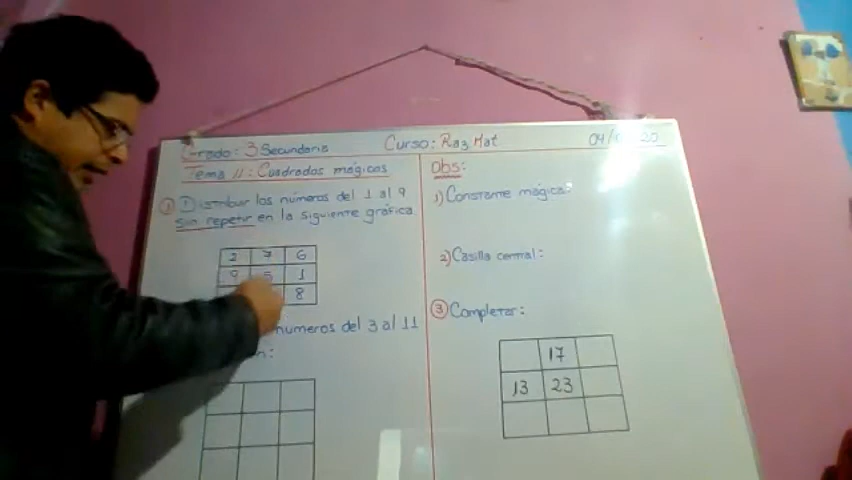 Grado: 3 Secundaria Curso: Raz Mat
Tema 11: Cuadrados mágicos
① Distribuir los números del 1 al 9
sin repetir en la siguiente gráfica
2 7 6
9 5 1
8
numeros del 3 al 11
Obs:
1) Constante mágica:
2) Casilla central:
③ Completar:
17
13 23